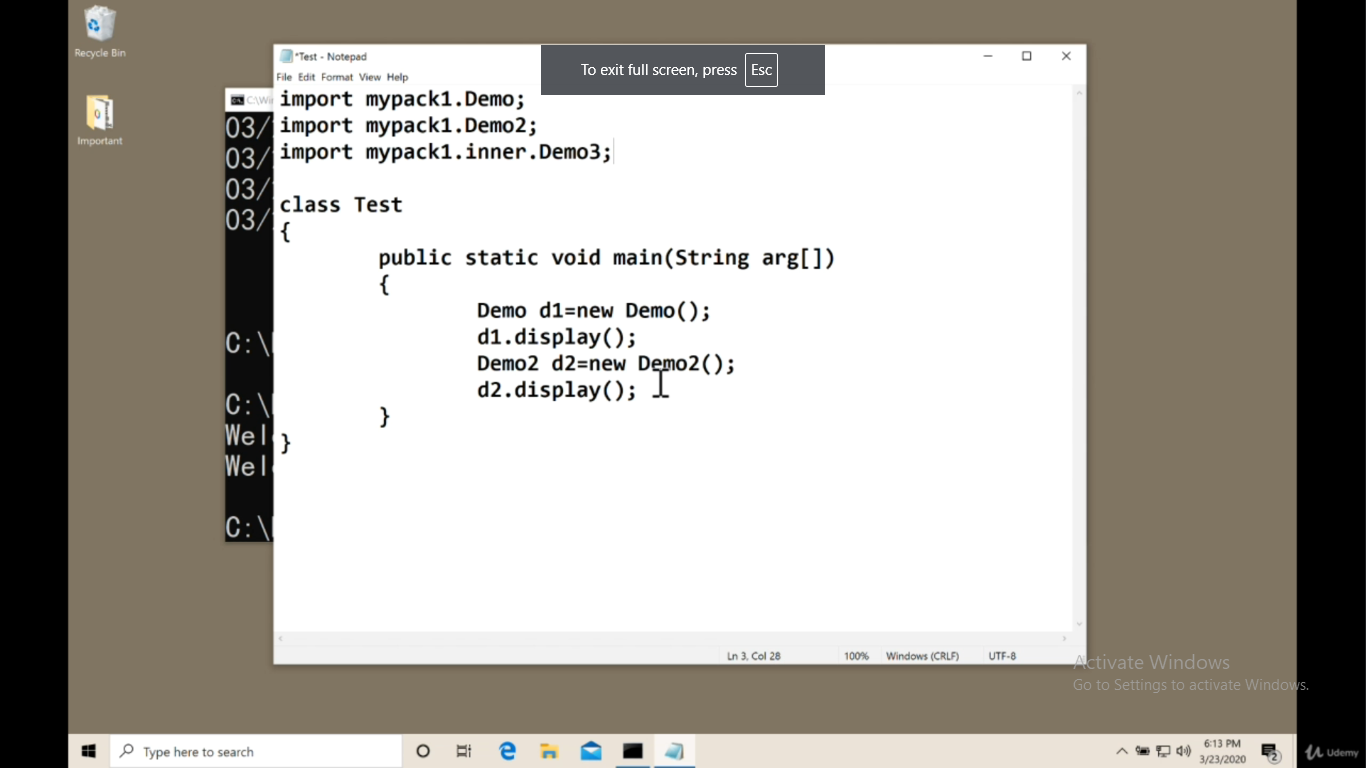 Recycle Bin
Important
*Test - Notepad
File Edit Format View Help
To exit full screen, press Esc
import mypack1.Demo;
import mypack1.Demo2;
import mypack1.inner.Demo3;
class Test
{
public static void main(String arg[])
{
Demo d1=new Demo();
d1.display();
Demo2 d2=new Demo2();
d2.display();
}
}
C:\Wi
03/
03/
03/
03/
C:\
C:\
Wel
Wel
C:\
Ln 3, Col 28
100%
Windows (CRLF)
UTF-8
Activate Windows
Go to Settings to activate Windows.
Type here to search
6:13 PM
3/23/2020
2
Udemy